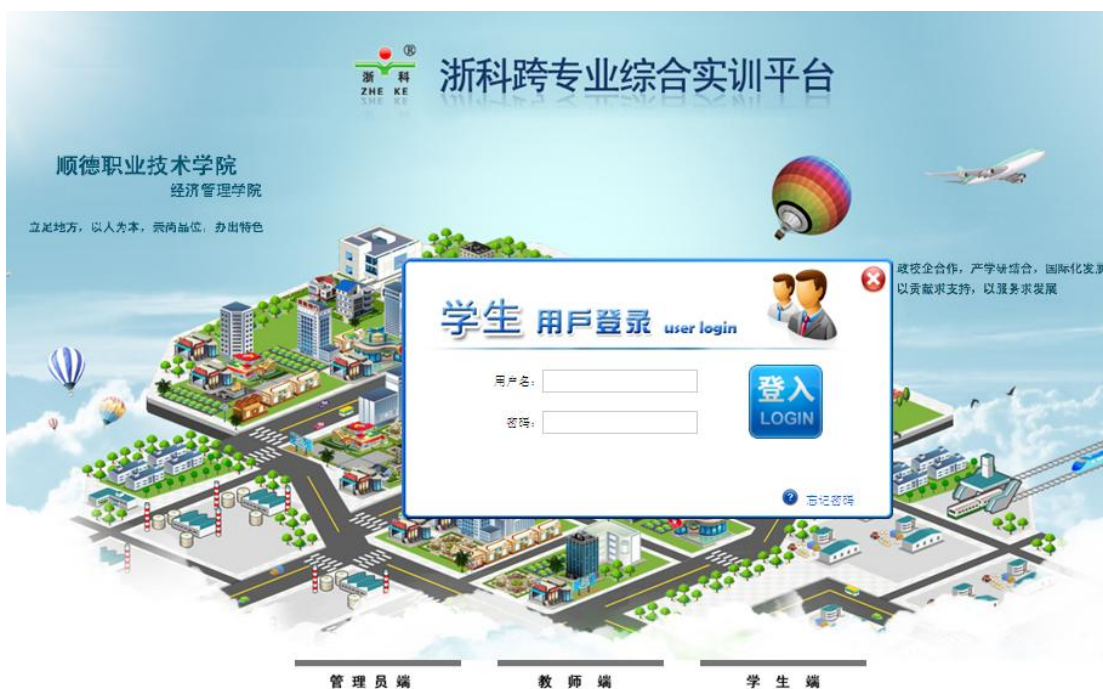 浙科
ZHE KE
®
浙科跨专业综合实训平台
顺德职业技术学院
经济管理学院
立足地方，以人为本，崇尚品位，办出特色
政校企合作，产学研结合，国际化发展
以贡献求支持，以服务求发展
学生 用戶登录 user login
用户名：
密码：
登入
LOGIN
? 忘记密码
管理员端
教师端
学生端